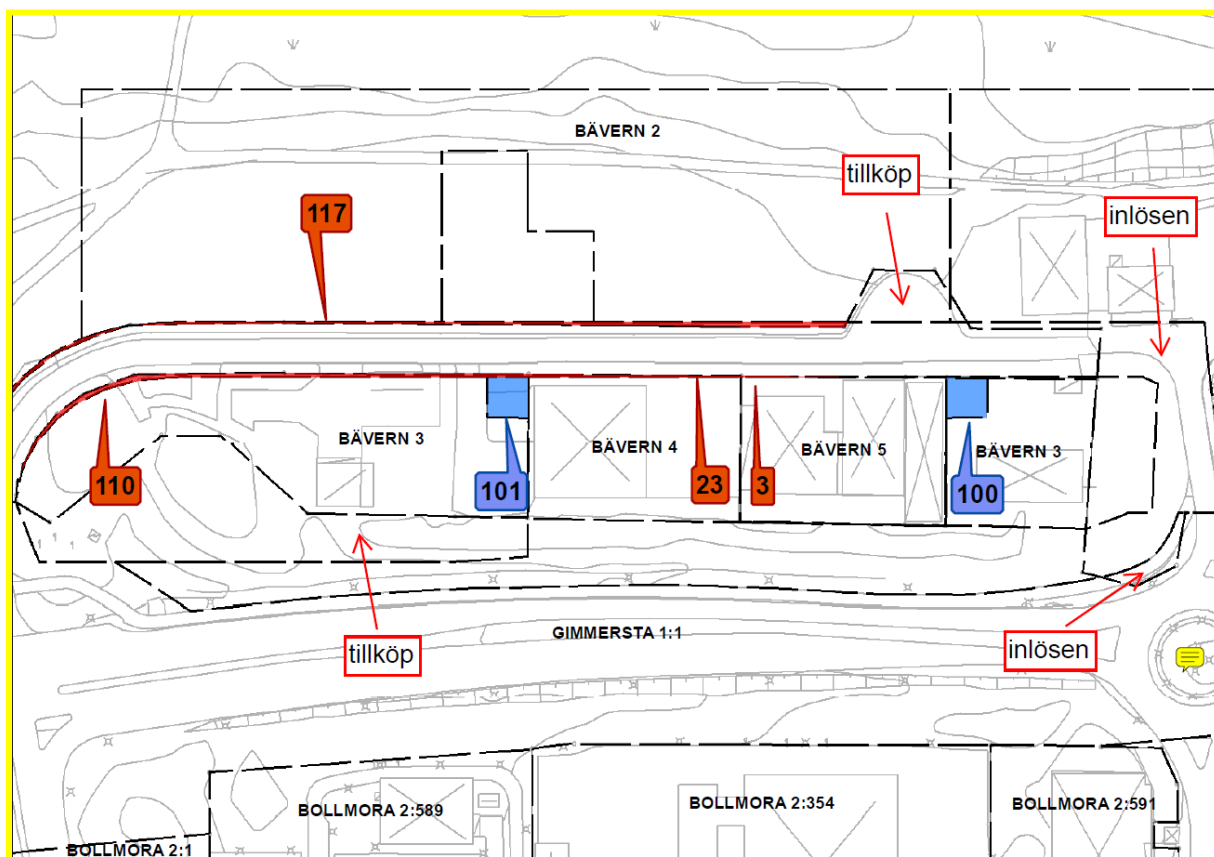 BÄVERN 2
tillköp
117
inlösen
BÄVERN 3
BÄVERN 4
BÄVERN 5
BÄVERN 3
110
101
23
3
100
GIMMERSTA 1:1
tillköp
inlösen
BOLLMORA 2:589
BOLLMORA 2:354
BOLLMORA 2:591
BOLLMORA 2:1